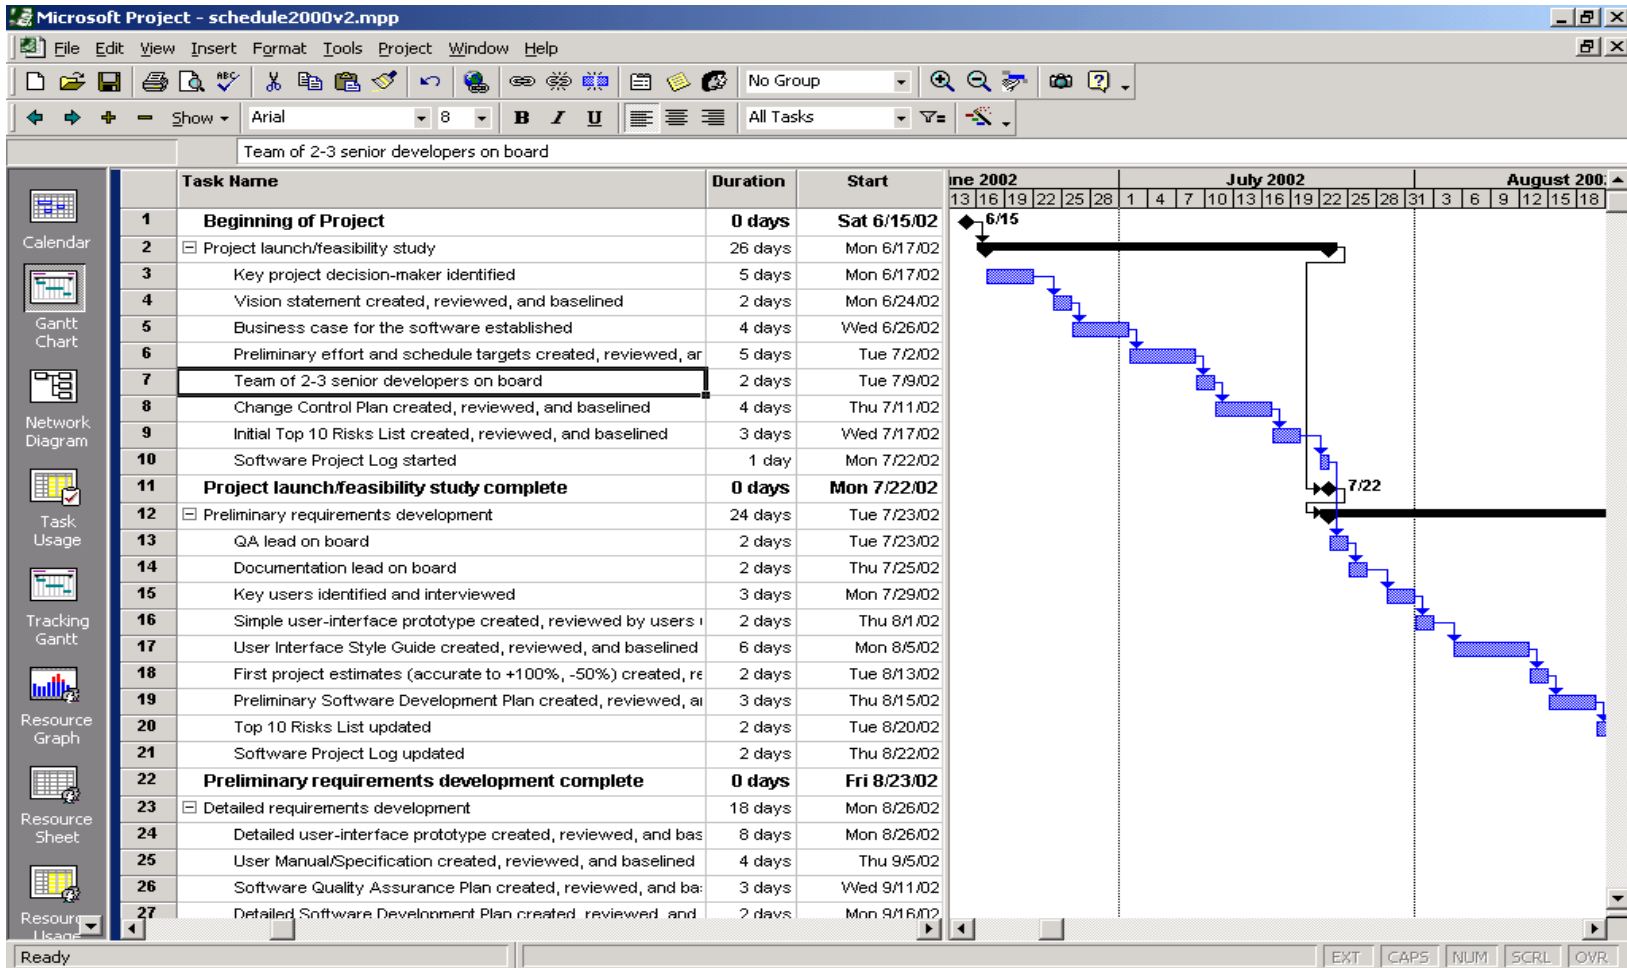 Microsoft Project - schedule2000v2.mpp
File Edit View Insert Format Tools Project Window Help
ABC No Group
Show Arial 8 B I U All Tasks
Team of 2-3 senior developers on board
Task Name Duration Start ne 2002 July 2002 August 200
13 16 19 22 25 28 1 4 7 10 13 16 19 22 25 28 31 3 6 9 12 15 18
1 Beginning of Project 0 days Sat 6/15/02 6/15
2 Project launch/feasibility study 26 days Mon 6/17/02
3 Key project decision-maker identified 5 days Mon 6/17/02
4 Vision statement created, reviewed, and baselined 2 days Mon 6/24/02
5 Business case for the software established 4 days Wed 6/26/02
6 Preliminary effort and schedule targets created, reviewed, ar 5 days Tue 7/2/02
7 Team of 2-3 senior developers on board 2 days Tue 7/9/02
8 Change Control Plan created, reviewed, and baselined 4 days Thu 7/11/02
9 Initial Top 10 Risks List created, reviewed, and baselined 3 days Wed 7/17/02
10 Software Project Log started 1 day Mon 7/22/02
11 Project launch/feasibility study complete 0 days Mon 7/22/02 7/22
12 Preliminary requirements development 24 days Tue 7/23/02
13 QA lead on board 2 days Tue 7/23/02
14 Documentation lead on board 2 days Thu 7/25/02
15 Key users identified and interviewed 3 days Mon 7/29/02
16 Simple user-interface prototype created, reviewed by users 2 days Thu 8/1/02
17 User Interface Style Guide created, reviewed, and baselined 6 days Mon 8/5/02
18 First project estimates (accurate to +100%, -50%) created, re 2 days Tue 8/13/02
19 Preliminary Software Development Plan created, reviewed, ai 3 days Thu 8/15/02
20 Top 10 Risks List updated 2 days Tue 8/20/02
21 Software Project Log updated 2 days Thu 8/22/02
22 Preliminary requirements development complete 0 days Fri 8/23/02
23 Detailed requirements development 18 days Mon 8/26/02
24 Detailed user-interface prototype created, reviewed, and bas 8 days Mon 8/26/02
25 User Manual/Specification created, reviewed, and baselined 4 days Thu 9/5/02
26 Software Quality Assurance Plan created, reviewed, and ba 3 days Wed 9/11/02
27 Detailed Software Development Plan created, reviewed, and 2 days Mon 9/16/02
Calendar
Gantt
Chart
Network
Diagram
Task
Usage
Tracking
Gantt
Resource
Graph
Resource
Sheet
Resour
Usage
Ready EXT CAPS NUM SCRL OVR